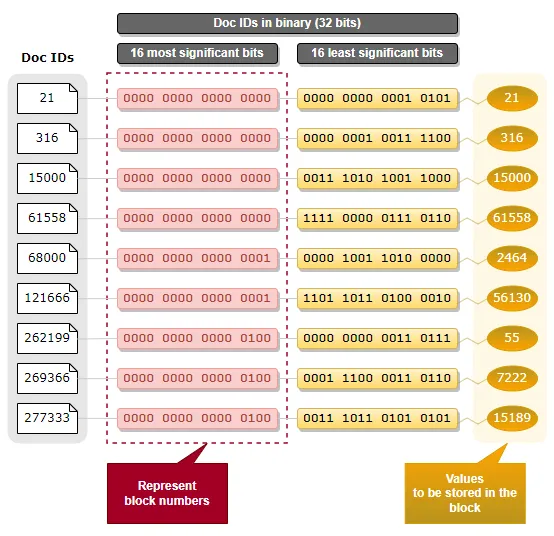 Doc IDs in binary (32 bits)
Doc IDs
16 most significant bits 16 least significant bits
21 0000 0000 0000 0000 0000 0000 0001 0101 21
316 0000 0000 0000 0000 0000 0001 0011 1100 316
15000 0000 0000 0000 0000 0011 1010 1001 1000 15000
61558 0000 0000 0000 0000 1111 0000 0111 0110 61558
68000 0000 0000 0000 0001 0000 1001 1010 0000 2464
121666 0000 0000 0000 0001 1101 1011 0100 0010 56130
262199 0000 0000 0000 0100 0000 0000 0011 0111 55
269366 0000 0000 0000 0100 0001 1100 0011 0110 7222
277333 0000 0000 0000 0100 0011 1011 0101 0101 15189
Represent
block numbers
Values
to be stored in the
block